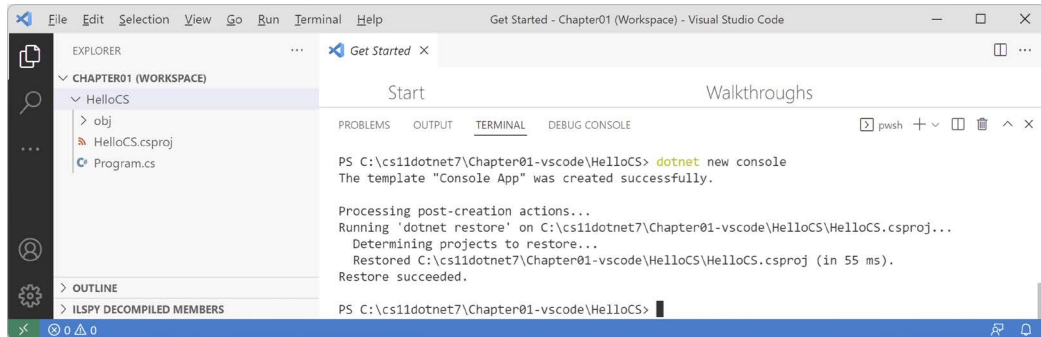 File Edit Selection View Go Run Terminal Help Get Started - Chapter01 (Workspace) - Visual Studio Code
EXPLORER
CHAPTER01 (WORKSPACE)
HelloCS
obj
HelloCS.csproj
Program.cs
OUTLINE
ILSPY DECOMPILED MEMBERS
Get Started
Start Walkthroughs
PROBLEMS OUTPUT TERMINAL DEBUG CONSOLE pwsh
PS C:\cs11dotnet7\Chapter01-vscode\HelloCS> dotnet new console
The template "Console App" was created successfully.
Processing post-creation actions...
Running 'dotnet restore' on C:\cs11dotnet7\Chapter01-vscode\HelloCS\HelloCS.csproj...
Determining projects to restore...
Restored C:\cs11dotnet7\Chapter01-vscode\HelloCS\HelloCS.csproj (in 55 ms).
Restore succeeded.
PS C:\cs11dotnet7\Chapter01-vscode\HelloCS>
0 0